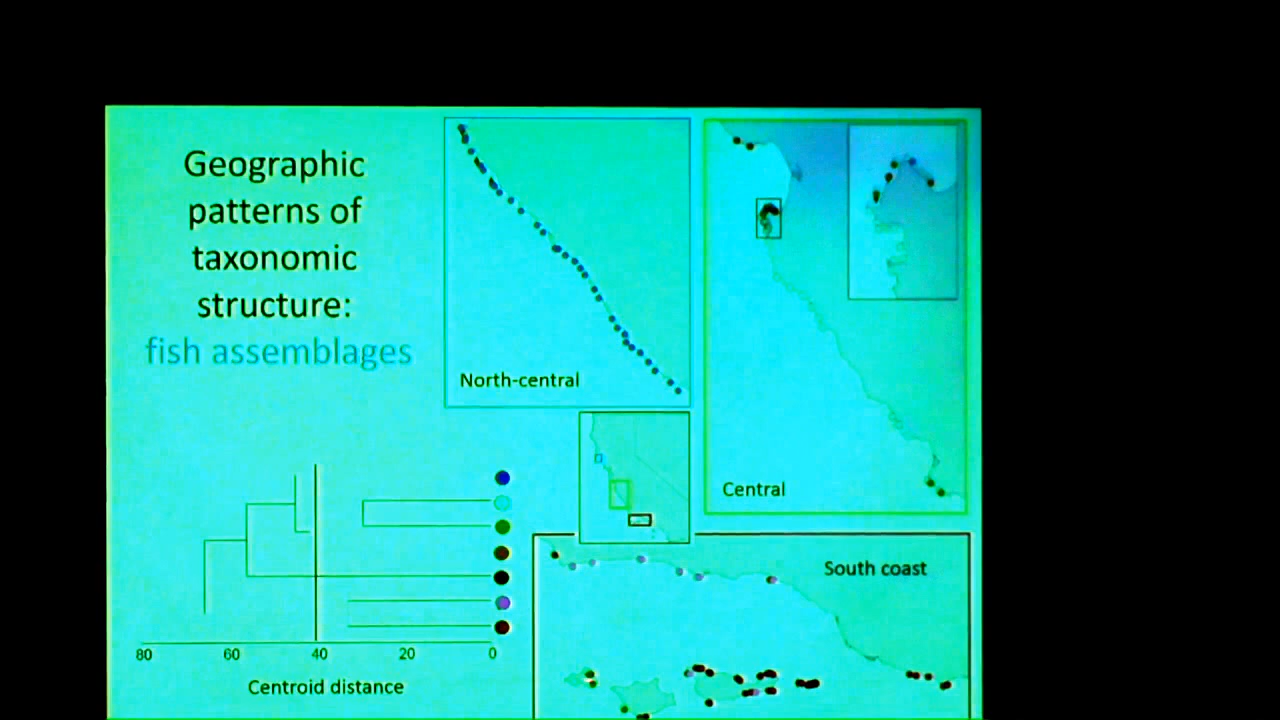 Geographic
patterns of
taxonomic
structure:
fish assemblages
North-central
Central
South coast
80 60 40 20 0
Centroid distance